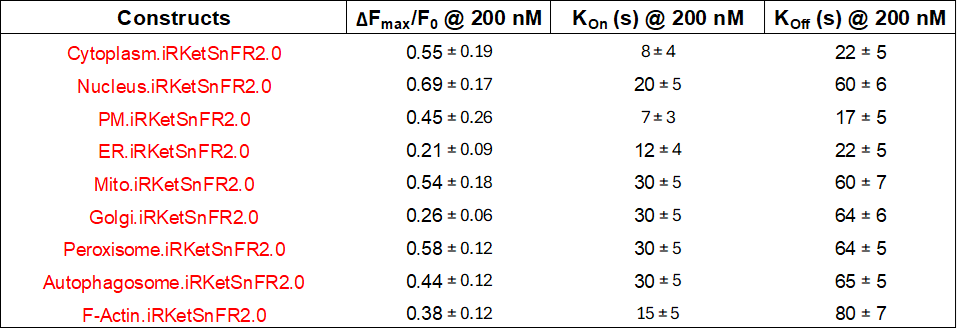 Constructs ΔFmax/F0 @ 200 nM KOn (s) @ 200 nM KOff (s) @ 200 nM
Cytoplasm.iRKetSnFR2.0 0.55 ± 0.19 8 ± 4 22 ± 5
Nucleus.iRKetSnFR2.0 0.69 ± 0.17 20 ± 5 60 ± 6
PM.iRKetSnFR2.0 0.45 ± 0.26 7 ± 3 17 ± 5
ER.iRKetSnFR2.0 0.21 ± 0.09 12 ± 4 22 ± 5
Mito.iRKetSnFR2.0 0.54 ± 0.18 30 ± 5 60 ± 7
Golgi.iRKetSnFR2.0 0.26 ± 0.06 30 ± 5 64 ± 6
Peroxisome.iRKetSnFR2.0 0.58 ± 0.12 30 ± 5 64 ± 5
Autophagosome.iRKetSnFR2.0 0.44 ± 0.12 30 ± 5 65 ± 5
F-Actin.iRKetSnFR2.0 0.38 ± 0.12 15 ± 5 80 ± 7